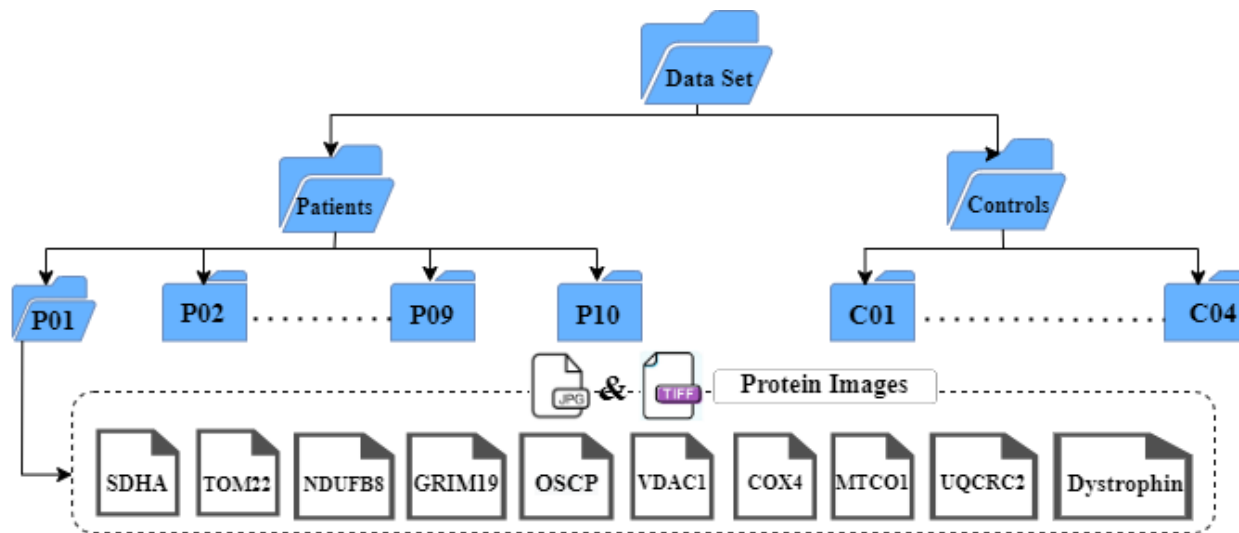 Data Set
Patients
Controls
P01
P02
P09
P10
C01
C04
JPG
&
TIFF
Protein Images
SDHA
TOM22
NDUFB8
GRIM19
OSCP
VDAC1
COX4
MTCO1
UQCRC2
Dystrophin